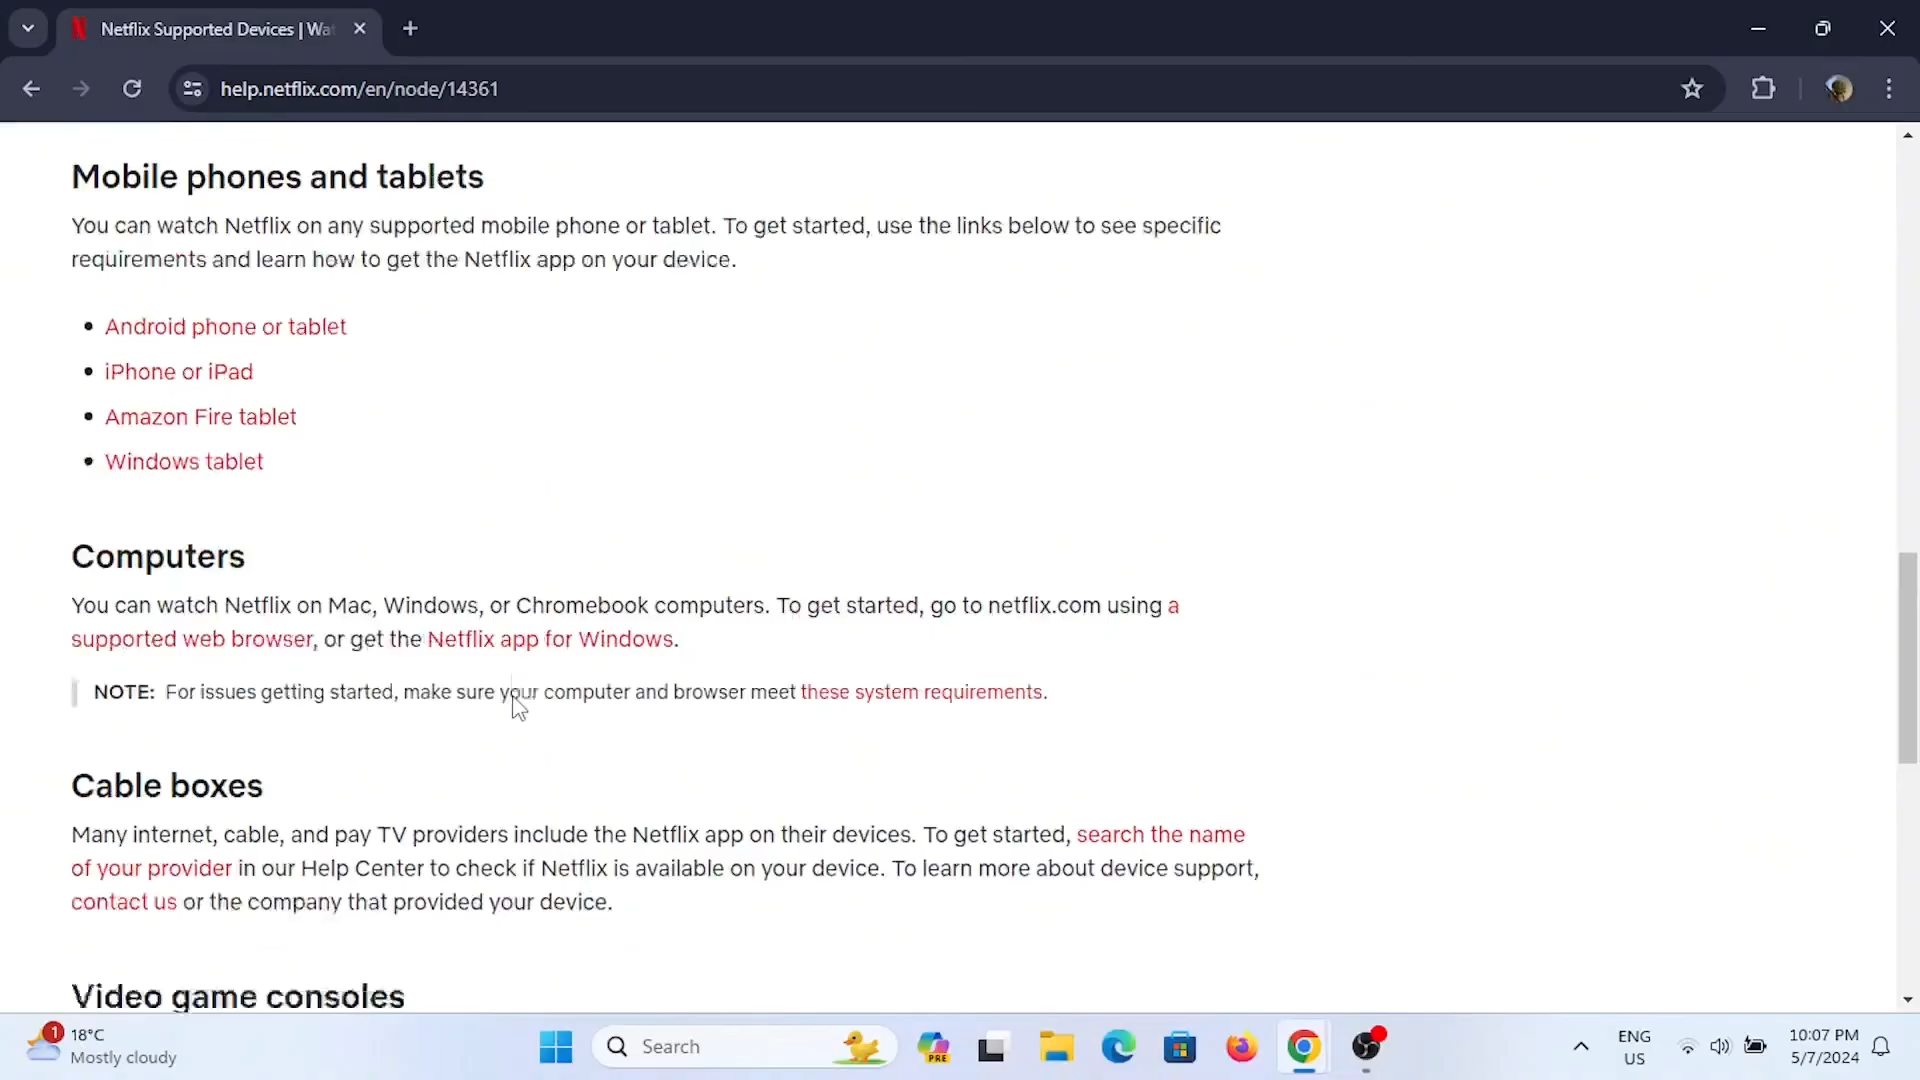 Netflix Supported Devices | Wat
help.netflix.com/en/node/14361
Mobile phones and tablets
You can watch Netflix on any supported mobile phone or tablet. To get started, use the links below to see specific
requirements and learn how to get the Netflix app on your device.
Android phone or tablet
iPhone or iPad
Amazon Fire tablet
Windows tablet
Computers
You can watch Netflix on Mac, Windows, or Chromebook computers. To get started, go to netflix.com using a
supported web browser, or get the Netflix app for Windows.
NOTE: For issues getting started, make sure your computer and browser meet these system requirements.
Cable boxes
Many internet, cable, and pay TV providers include the Netflix app on their devices. To get started, search the name
of your provider in our Help Center to check if Netflix is available on your device. To learn more about device support,
contact us or the company that provided your device.
Video game consoles
1
18°C
Mostly cloudy
Search
PRE
ENG
US
10:07 PM
5/7/2024